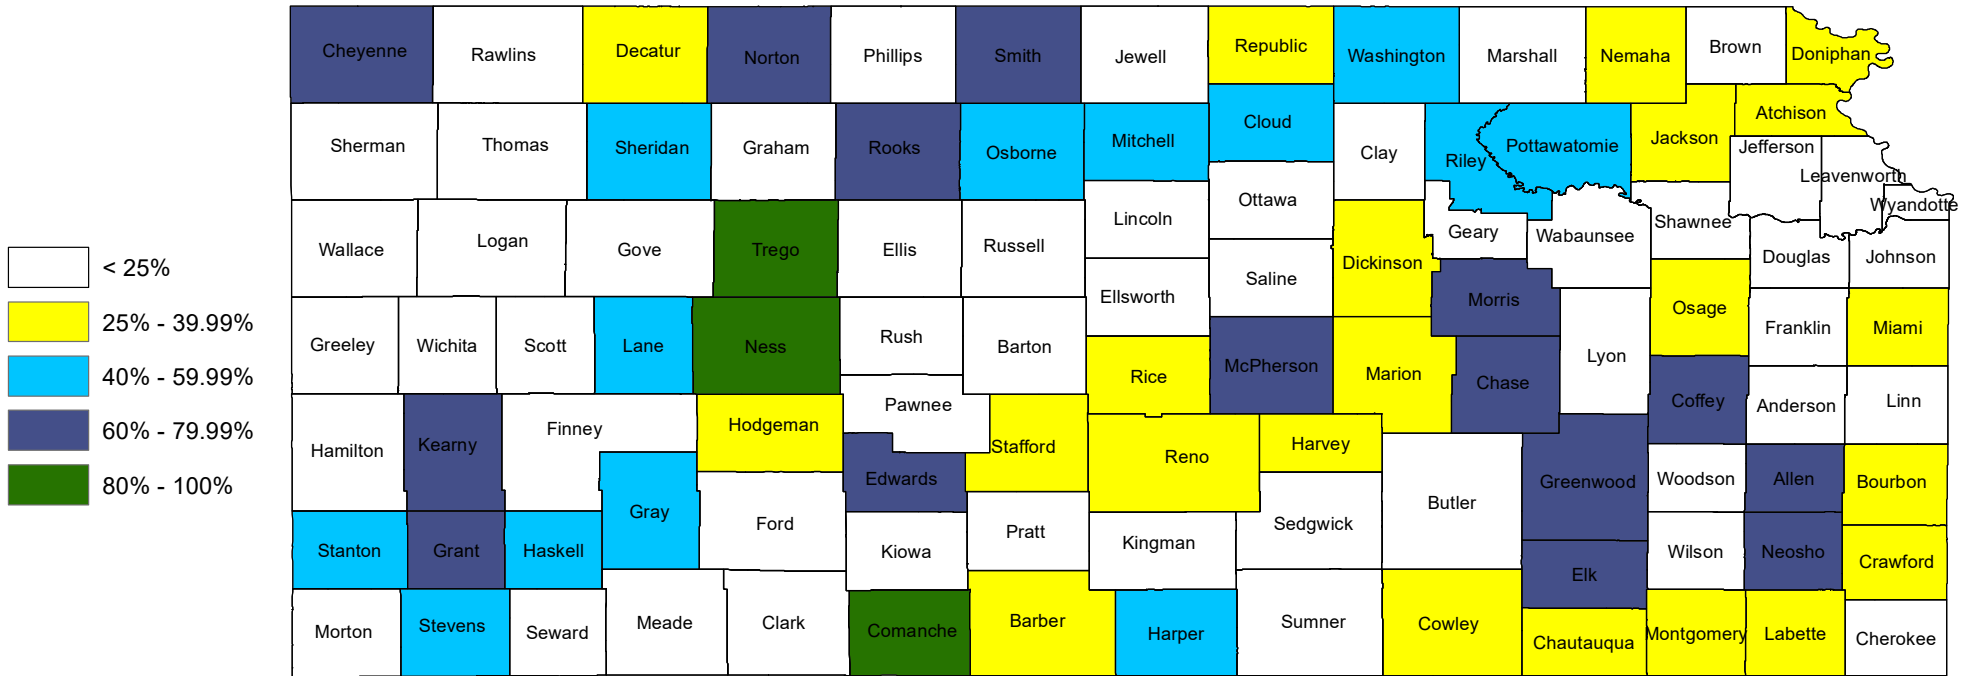 Cheyenne
Rawlins
Decatur
Norton
Phillips
Smith
Jewell
Republic
Washington
Marshall
Nemaha
Brown
Doniphan
Sherman
Thomas
Sheridan
Graham
Rooks
Osborne
Mitchell
Cloud
Clay
Riley
Pottawatomie
Jackson
Atchison
Jefferson
Leavenworth
Wyandotte
Wallace
Logan
Gove
Trego
Ellis
Russell
Lincoln
Ottawa
Saline
Dickinson
Geary
Wabaunsee
Shawnee
Douglas
Johnson
< 25%
25% - 39.99%
40% - 59.99%
60% - 79.99%
80% - 100%
Greeley
Wichita
Scott
Lane
Ness
Rush
Barton
Ellsworth
Rice
McPherson
Marion
Morris
Chase
Lyon
Osage
Franklin
Miami
Hamilton
Kearny
Finney
Hodgeman
Pawnee
Edwards
Stafford
Reno
Harvey
Coffey
Anderson
Linn
Gray
Ford
Kiowa
Pratt
Kingman
Sedgwick
Butler
Greenwood
Woodson
Allen
Bourbon
Stanton
Grant
Haskell
Elk
Wilson
Neosho
Crawford
Morton
Stevens
Seward
Meade
Clark
Comanche
Barber
Harper
Sumner
Cowley
Chautauqua
Montgomery
Labette
Cherokee